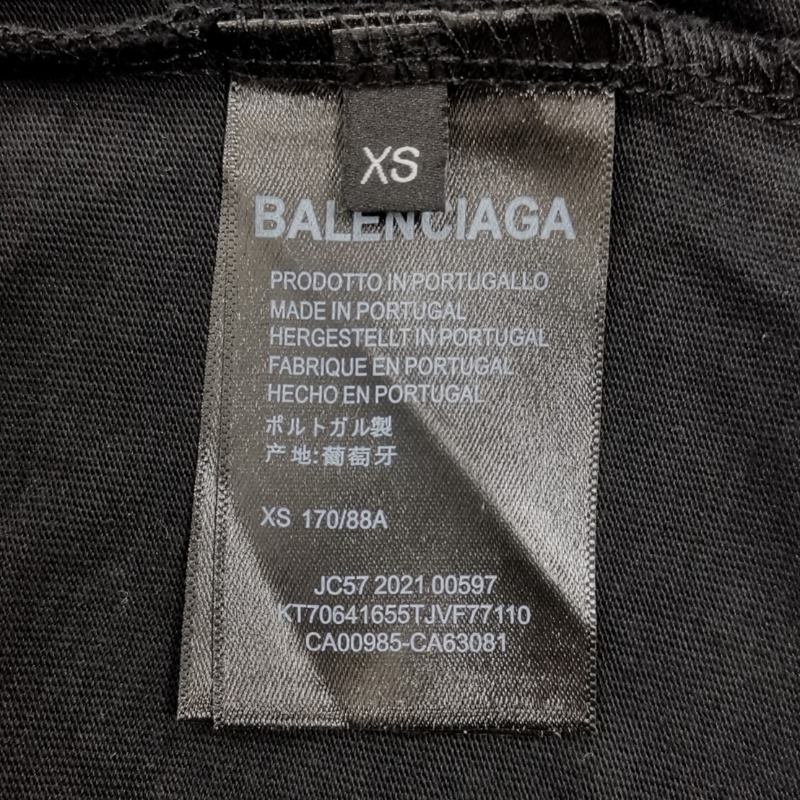 XS
BALENCIAGA
PRODOTTO IN PORTUGALLO
MADE IN PORTUGAL
HERGESTELLT IN PORTUGAL
FABRIQUE EN PORTUGAL
HECHO EN PORTUGAL
ポルトガル製
产地:葡萄牙
XS 170/88A
JC57 2021 00597
KT70641655TJVF77110
CA00985-CA63081